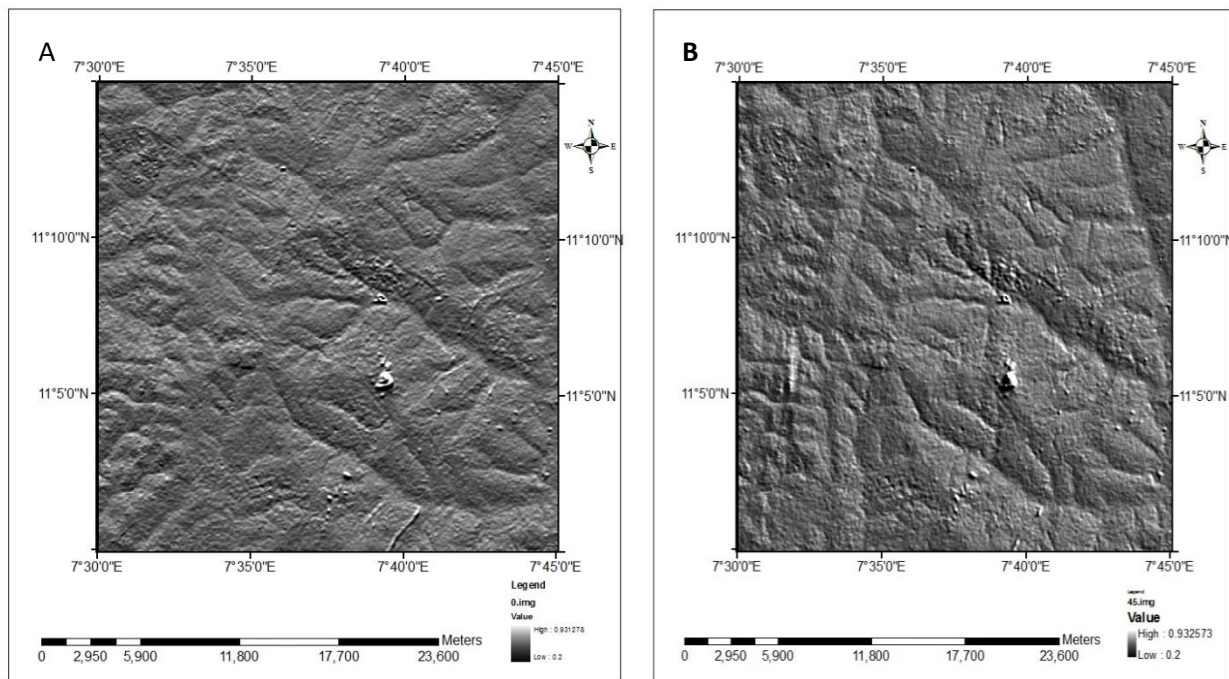 A
7°30'0"E 7°35'0"E 7°40'0"E 7°45'0"E
N
W E
S
11°10'0"N 11°10'0"N
11°5'0"N 11°5'0"N
7°30'0"E 7°35'0"E 7°40'0"E 7°45'0"E
Legend
0.img
Value
High : 0.931276
Low : 0.2
Meters
0 2,950 5,900 11,800 17,700 23,600
B
7°30'0"E 7°35'0"E 7°40'0"E 7°45'0"E
N
W E
S
11°10'0"N 11°10'0"N
11°5'0"N 11°5'0"N
7°30'0"E 7°35'0"E 7°40'0"E 7°45'0"E
Legend
45.img
Value
High : 0.932573
Low : 0.2
Meters
0 2,950 5,900 11,800 17,700 23,600